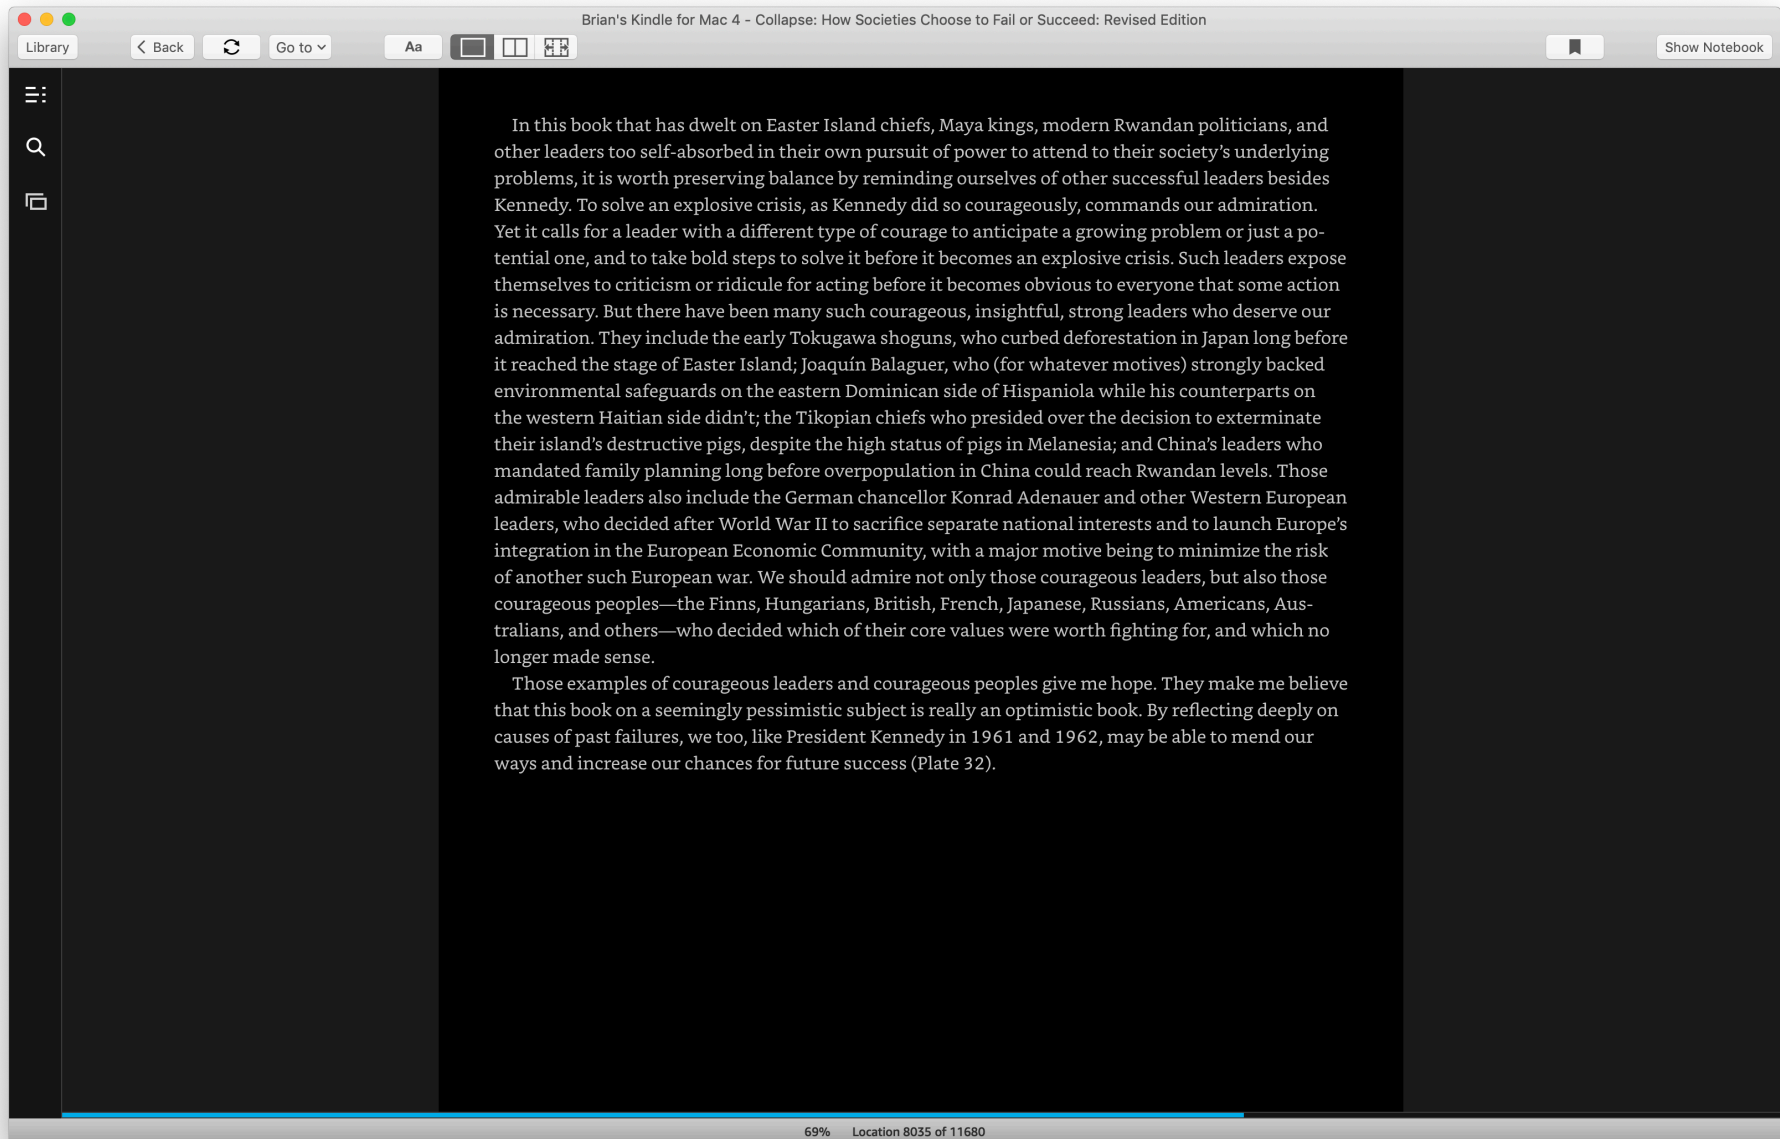 Brian's Kindle for Mac 4 - Collapse: How Societies Choose to Fail or Succeed: Revised Edition
Library
Back
Go to
Aa
Show Notebook
In this book that has dwelt on Easter Island chiefs, Maya kings, modern Rwandan politicians, and
other leaders too self-absorbed in their own pursuit of power to attend to their society’s underlying
problems, it is worth preserving balance by reminding ourselves of other successful leaders besides
Kennedy. To solve an explosive crisis, as Kennedy did so courageously, commands our admiration.
Yet it calls for a leader with a different type of courage to anticipate a growing problem or just a po-
tential one, and to take bold steps to solve it before it becomes an explosive crisis. Such leaders expose
themselves to criticism or ridicule for acting before it becomes obvious to everyone that some action
is necessary. But there have been many such courageous, insightful, strong leaders who deserve our
admiration. They include the early Tokugawa shoguns, who curbed deforestation in Japan long before
it reached the stage of Easter Island; Joaquín Balaguer, who (for whatever motives) strongly backed
environmental safeguards on the eastern Dominican side of Hispaniola while his counterparts on
the western Haitian side didn’t; the Tikopian chiefs who presided over the decision to exterminate
their island’s destructive pigs, despite the high status of pigs in Melanesia; and China’s leaders who
mandated family planning long before overpopulation in China could reach Rwandan levels. Those
admirable leaders also include the German chancellor Konrad Adenauer and other Western European
leaders, who decided after World War II to sacrifice separate national interests and to launch Europe’s
integration in the European Economic Community, with a major motive being to minimize the risk
of another such European war. We should admire not only those courageous leaders, but also those
courageous peoples—the Finns, Hungarians, British, French, Japanese, Russians, Americans, Aus-
tralians, and others—who decided which of their core values were worth fighting for, and which no
longer made sense.
Those examples of courageous leaders and courageous peoples give me hope. They make me believe
that this book on a seemingly pessimistic subject is really an optimistic book. By reflecting deeply on
causes of past failures, we too, like President Kennedy in 1961 and 1962, may be able to mend our
ways and increase our chances for future success (Plate 32).
69% Location 8035 of 11680